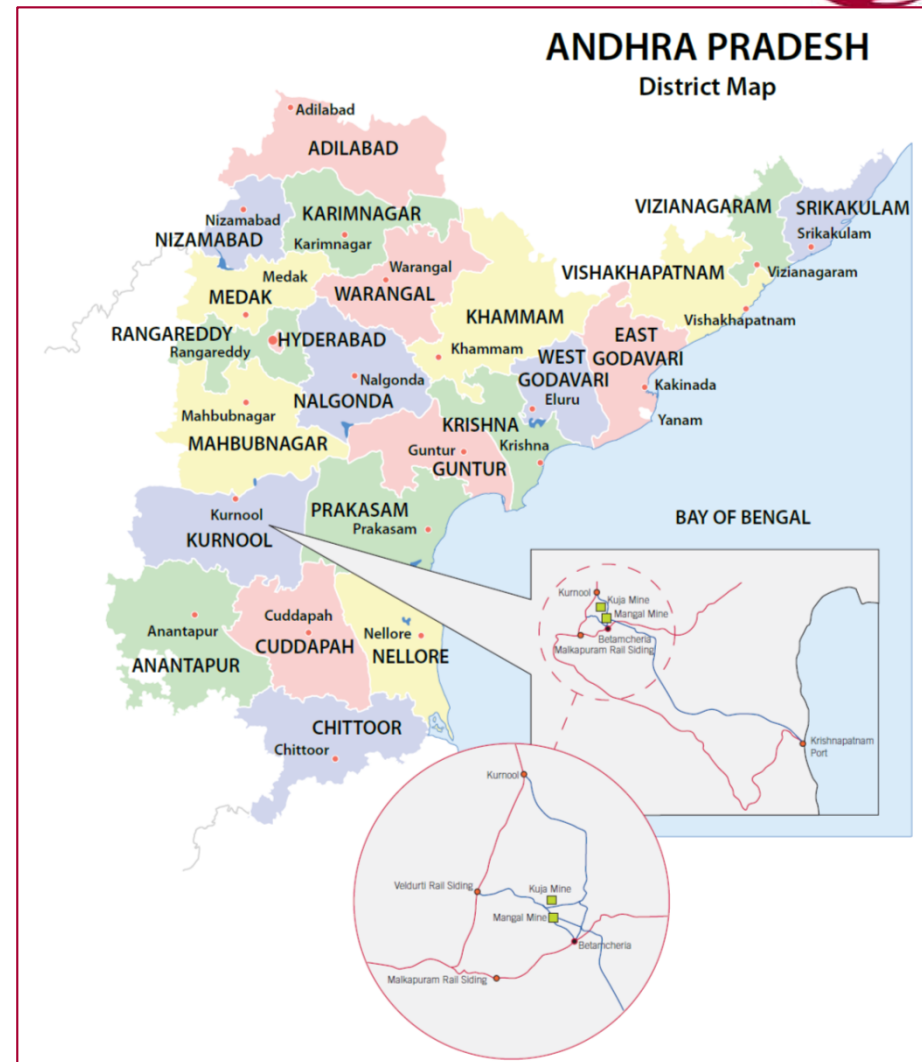 ANDHRA PRADESH
District Map
Adilabad
ADILABAD
Nizamabad
NIZAMABAD
KARIMNAGAR
Karimnagar
VIZIANAGARAM
SRIKAKULAM
Srikakulam
Vizianagaram
Medak
MEDAK
Warangal
WARANGAL
VISHAKHAPATNAM
Vishakhapatnam
KHAMMAM
Khammam
RANGAREDDY
Rangareddy
HYDERABAD
EAST
GODAVARI
WEST
GODAVARI
Eluru
Kakinada
Yanam
Nalgonda
NALGONDA
Mahbubnagar
MAHBUBNAGAR
KRISHNA
Krishna
Guntur
GUNTUR
Kurnool
KURNOOL
PRAKASAM
Prakasam
BAY OF BENGAL
Anantapur
ANANTAPUR
Cuddapah
CUDDAPAH
Nellore
NELLORE
CHITTOOR
Chittoor
Kurnool
Kuja Mine
Mangal Mine
Betamcheria
Malkapuram Rail Siding
Krishnapatnam
Port
Kurnool
Veldurti Rail Siding
Kuja Mine
Mangal Mine
Betamcheria
Malkapuram Rail Siding